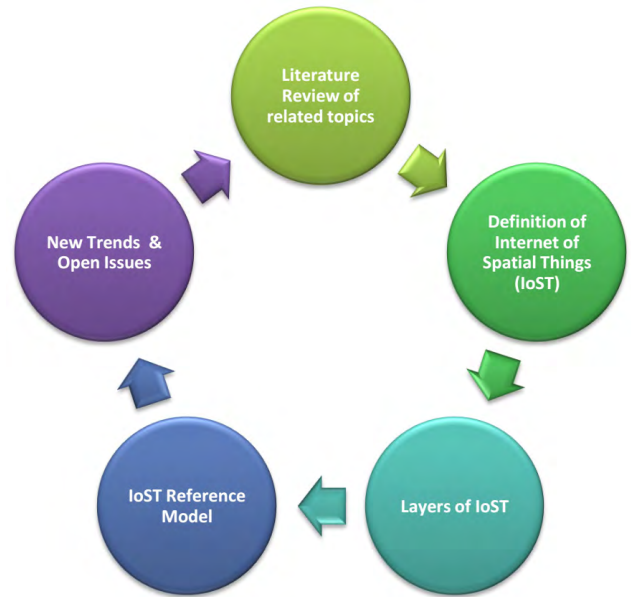 Literature
Review of
related topics
Definition of
Internet of
Spatial Things
(IoST)
Layers of IoST
IoST Reference
Model
New Trends & 
Open Issues